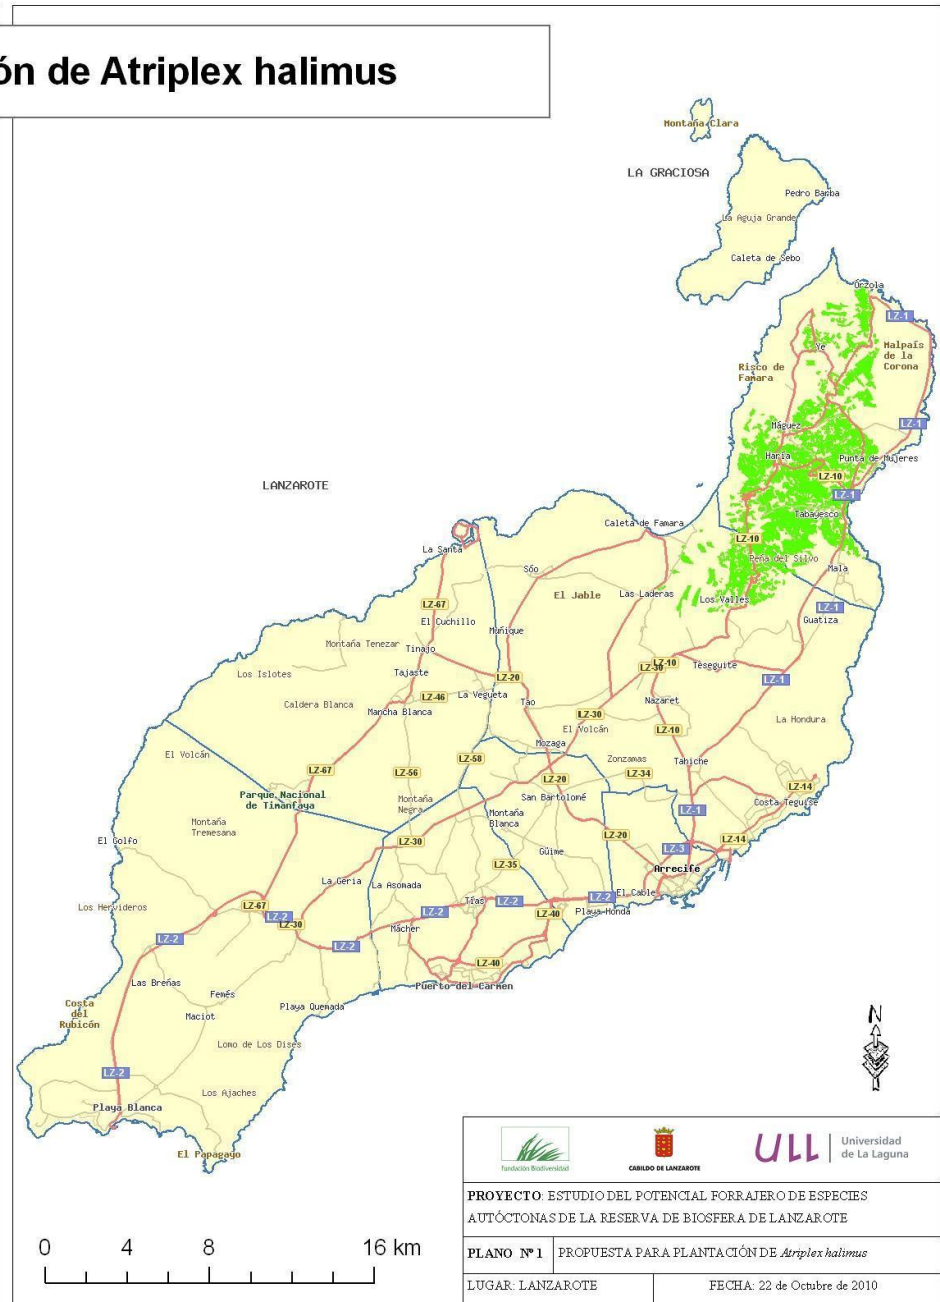 ón de Atriplex halimus
Montaña Clara
LA GRACIOSA
Pedro Barba
La Aguja Grande
Caleta de Sebo
Órzola
LZ-1
Ye
Malpaís
de la
Corona
Risco de
Famara
LZ-1
Máguez
Haría
Punta de Mujeres
LZ-10
LANZAROTE
LZ-1
Tabayesco
Caleta de Famara
LZ-10
La Santa
Peña del Silvo
Sóo
Mala
El Jable
Las Laderas
Los Valles
LZ-67
LZ-1
El Cuchillo
Guatiza
Muñique
Montaña Tenezar
Tinajo
LZ-30
LZ-10
Teseguite
Los Islotes
Tajaste
LZ-20
LZ-1
LZ-46
La Vegueta
Caldera Blanca
Mancha Blanca
Tao
Nazaret
LZ-30
La Hondura
El Volcán
LZ-10
El Volcán
Mozaga
LZ-58
Zonzamas
Tahiche
LZ-67
LZ-56
LZ-20
LZ-34
LZ-14
Parque Nacional
de Timanfaya
San Bartolomé
Costa Teguise
Montaña
Negra
LZ-1
Montaña
Blanca
Montaña
Tremesana
El Golfo
LZ-30
LZ-20
LZ-14
Güime
LZ-3
LZ-35
Arrecife
La Geria
La Asomada
El Cable
LZ-2
Tías
LZ-2
Los Hervideros
LZ-67
LZ-2
LZ-40
Playa Honda
LZ-2
LZ-30
Mácher
LZ-2
LZ-2
LZ-40
Las Breñas
Puerto del Carmen
Femés
Costa
del
Rubicón
Playa Quemada
Maciot
Lomo de Los Dises
LZ-2
Los Ajaches
Playa Blanca
El Papagayo
N
0 4 8 16 km
Fundación Biodiversidad
CABILDO DE LANZAROTE
ULL
Universidad
de La Laguna
PROYECTO: ESTUDIO DEL POTENCIAL FORRAJERO DE ESPECIES
AUTÓCTONAS DE LA RESERVA DE BIOSFERA DE LANZAROTE
PLANO Nº 1 PROPUESTA PARA PLANTACIÓN DE Atriplex halimus
LUGAR: LANZAROTE FECHA: 22 de Octubre de 2010